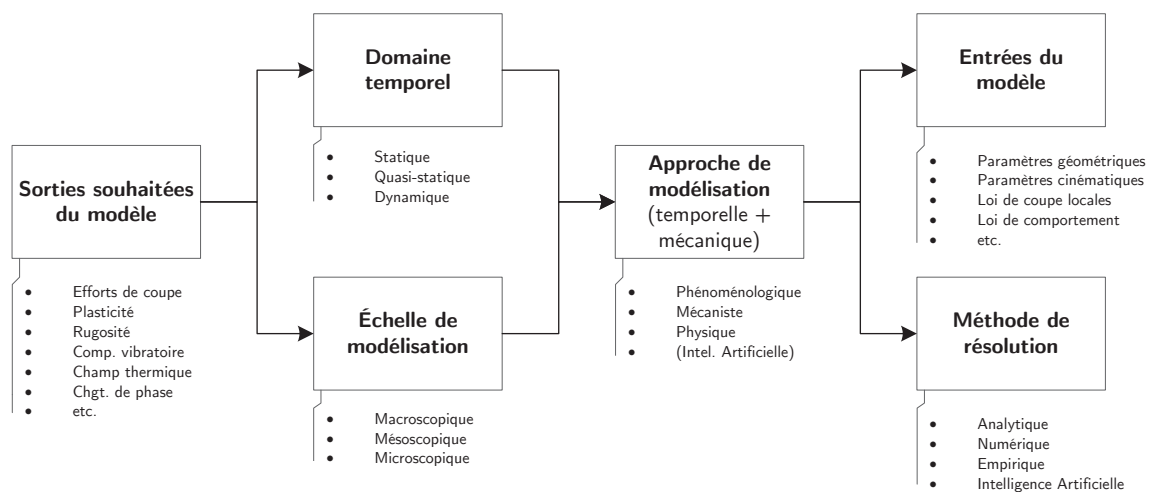 Sorties souhaitées
du modèle
• Efforts de coupe
• Plasticité
• Rugosité
• Comp. vibratoire
• Champ thermique
• Chgt. de phase
• etc.
Domaine
temporel
• Statique
• Quasi-statique
• Dynamique
Échelle de
modélisation
• Macroscopique
• Mésoscopique
• Microscopique
Approche de
modélisation
(temporelle +
mécanique)
• Phénoménologique
• Mécaniste
• Physique
• (Intel. Artificielle)
Entrées du
modèle
• Paramètres géométriques
• Paramètres cinématiques
• Loi de coupe locales
• Loi de comportement
• etc.
Méthode de
résolution
• Analytique
• Numérique
• Empirique
• Intelligence Artificielle